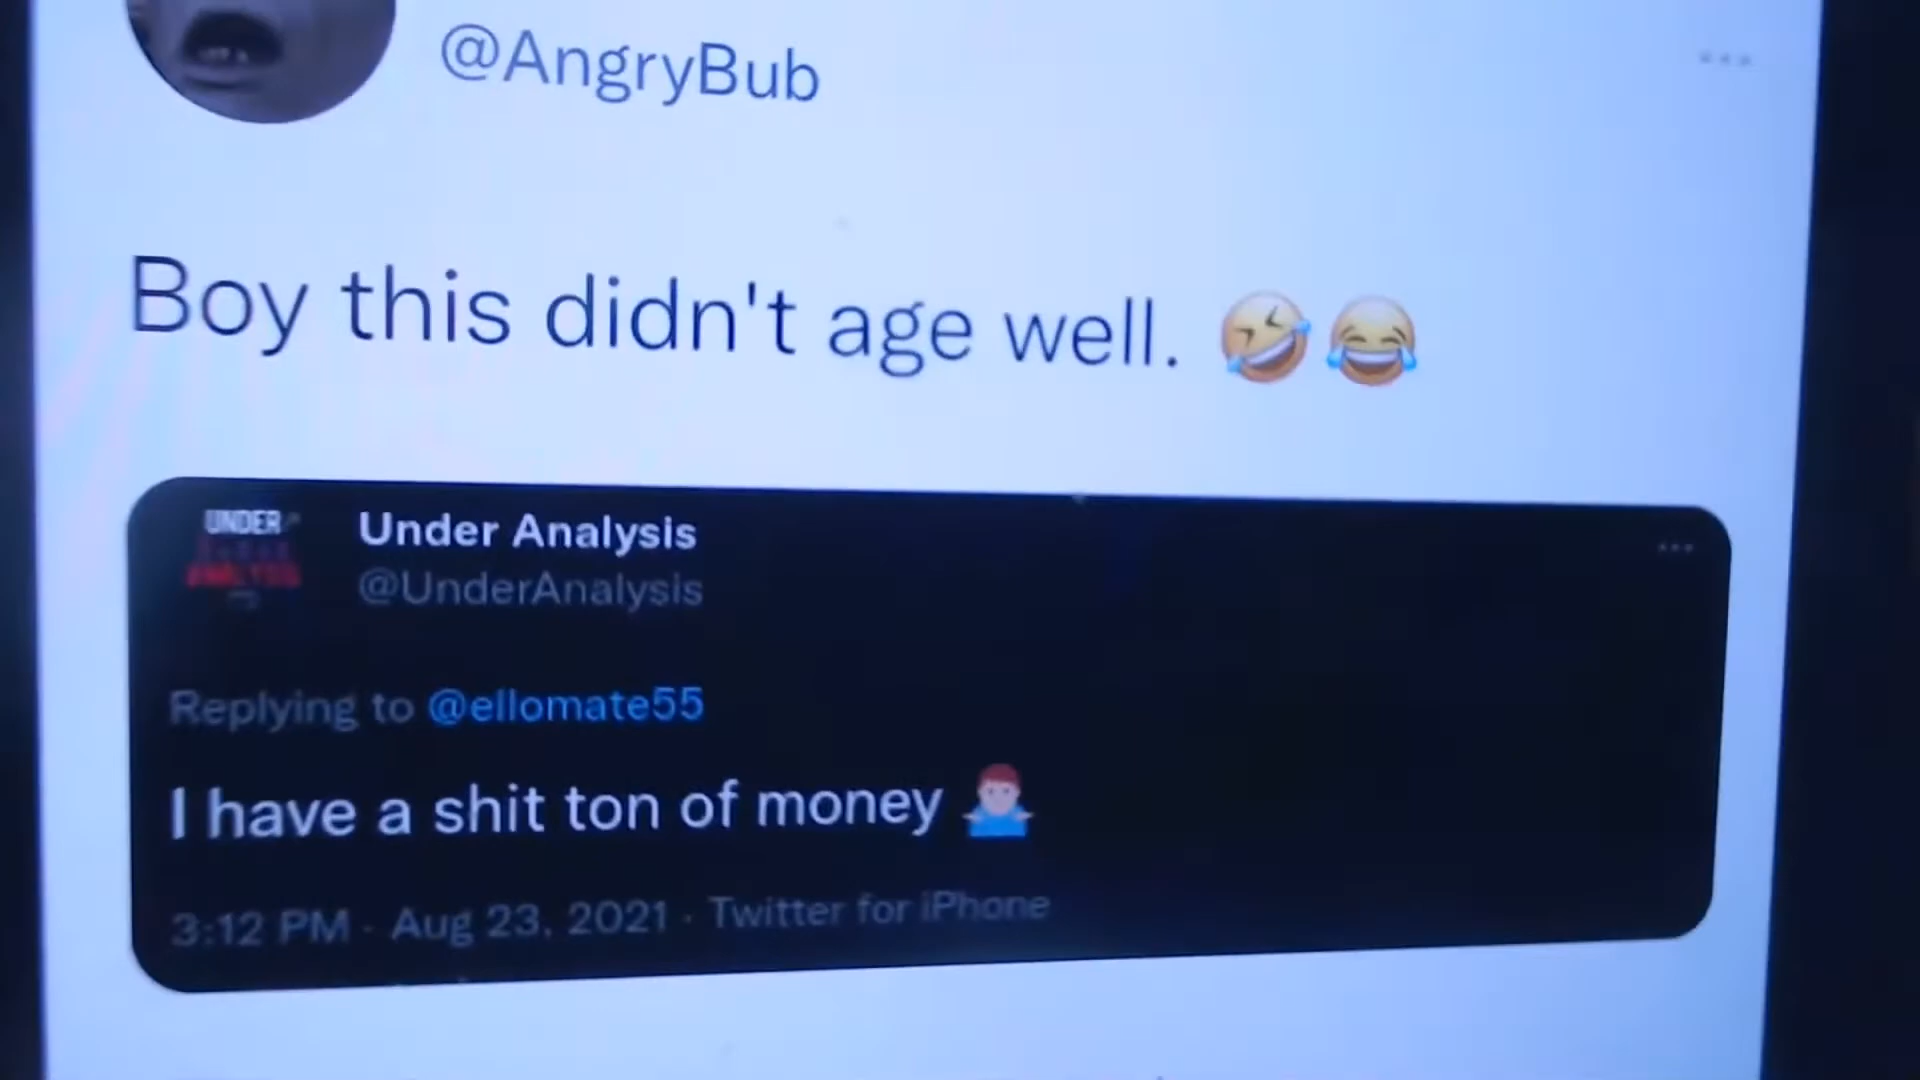 @AngryBub
Boy this didn't age well. 🤣😂
UNDER
ANALYSIS
Under Analysis
@UnderAnalysis
Replying to @ellomate55
I have a shit ton of money 🤷🏻‍♂️
3:12 PM · Aug 23, 2021 · Twitter for iPhone